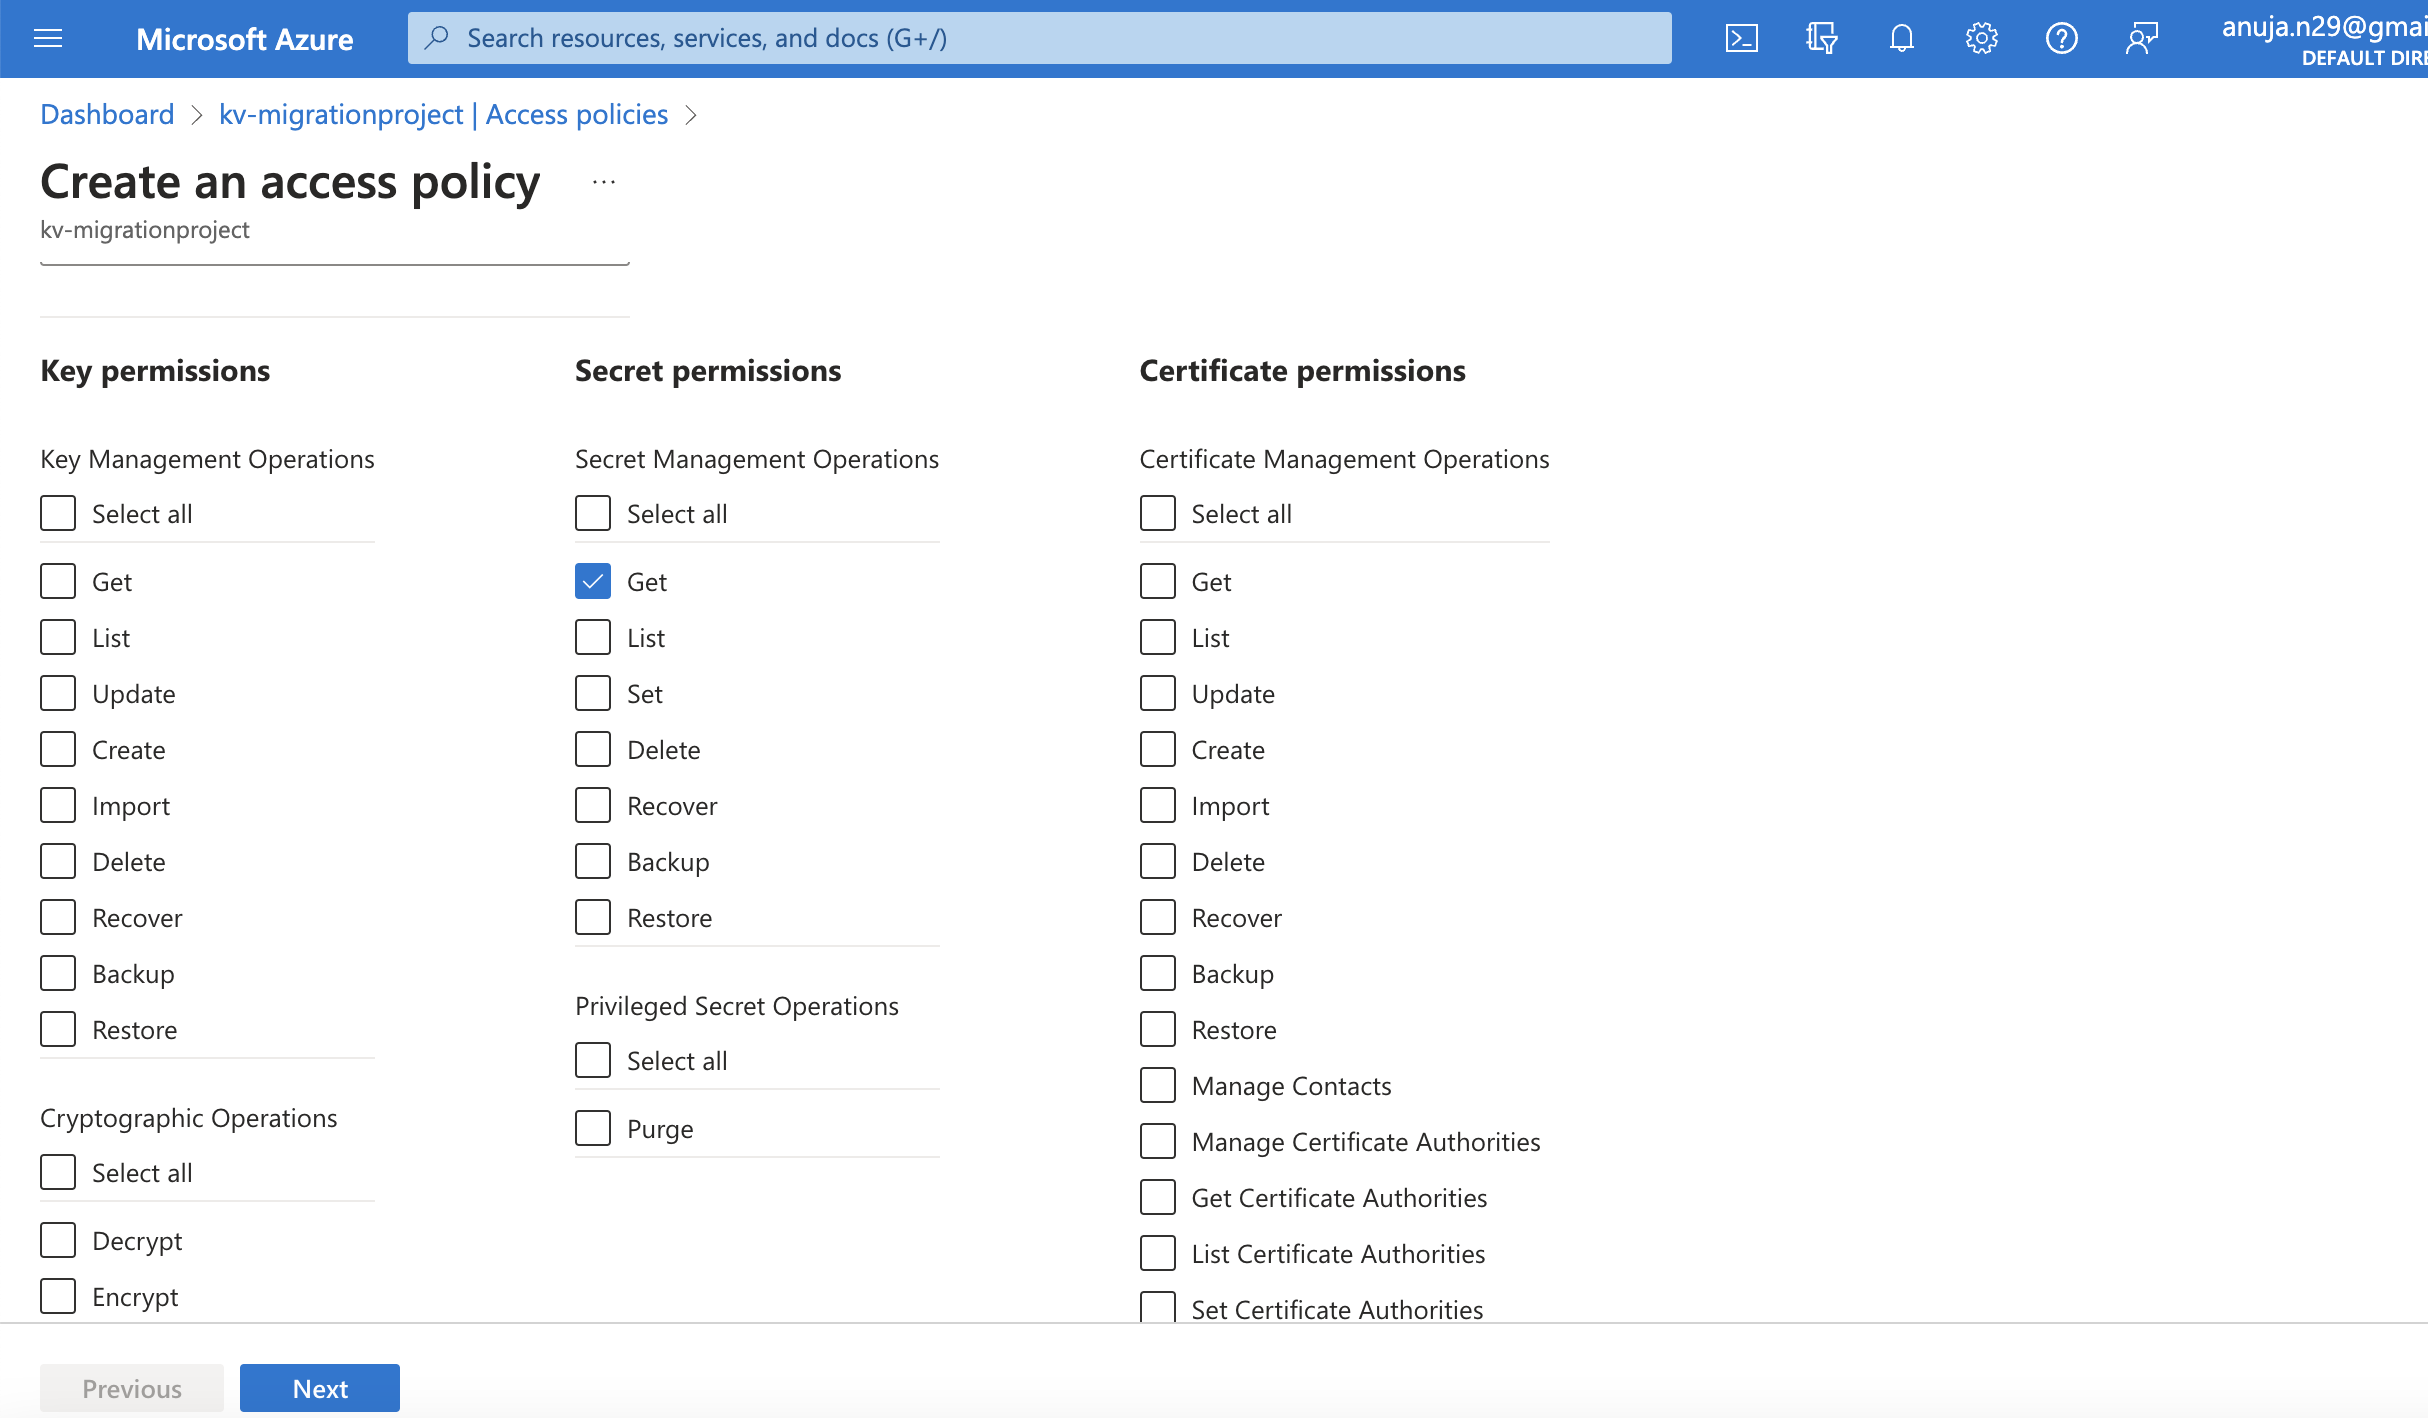 Microsoft Azure
Search resources, services, and docs (G+/)
anuja.n29@gmai
DEFAULT DIRE
Dashboard > kv-migrationproject | Access policies >
Create an access policy ...
kv-migrationproject
Key permissions
Key Management Operations
Select all
Get
List
Update
Create
Import
Delete
Recover
Backup
Restore
Cryptographic Operations
Select all
Decrypt
Encrypt
Secret permissions
Secret Management Operations
Select all
Get
List
Set
Delete
Recover
Backup
Restore
Privileged Secret Operations
Select all
Purge
Certificate permissions
Certificate Management Operations
Select all
Get
List
Update
Create
Import
Delete
Recover
Backup
Restore
Manage Contacts
Manage Certificate Authorities
Get Certificate Authorities
List Certificate Authorities
Set Certificate Authorities
Previous
Next